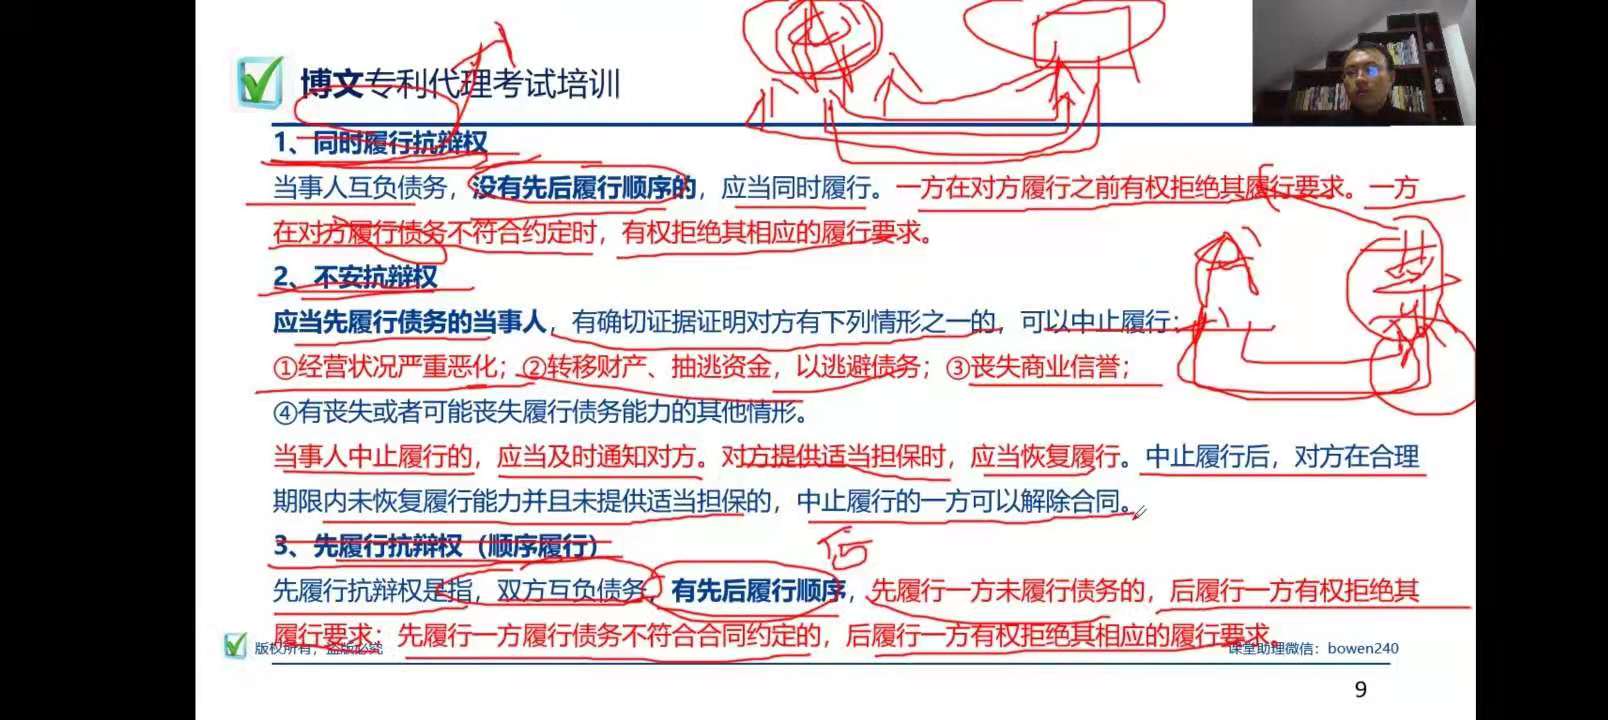 博文专利代理考试培训
1、同时履行抗辩权
当事人互负债务，没有先后履行顺序的，应当同时履行。一方在对方履行之前有权拒绝其履行要求。一方
在对方履行债务不符合约定时，有权拒绝其相应的履行要求。
2、不安抗辩权
应当先履行债务的当事人，有确切证据证明对方有下列情形之一的，可以中止履行；
①经营状况严重恶化；②转移财产、抽逃资金，以逃避债务；③丧失商业信誉；
④有丧失或者可能丧失履行债务能力的其他情形。
当事人中止履行的，应当及时通知对方。对方提供适当担保时，应当恢复履行。中止履行后，对方在合理
期限内未恢复履行能力并且未提供适当担保的，中止履行的一方可以解除合同。
3、先履行抗辩权（顺序履行）
后
先履行抗辩权是指，双方互负债务，有先后履行顺序，先履行一方未履行债务的，后履行一方有权拒绝其
履行要求；先履行一方履行债务不符合合同约定的，后履行一方有权拒绝其相应的履行要求。
版权所有，盗版必究
课堂助理微信：bowen240
9